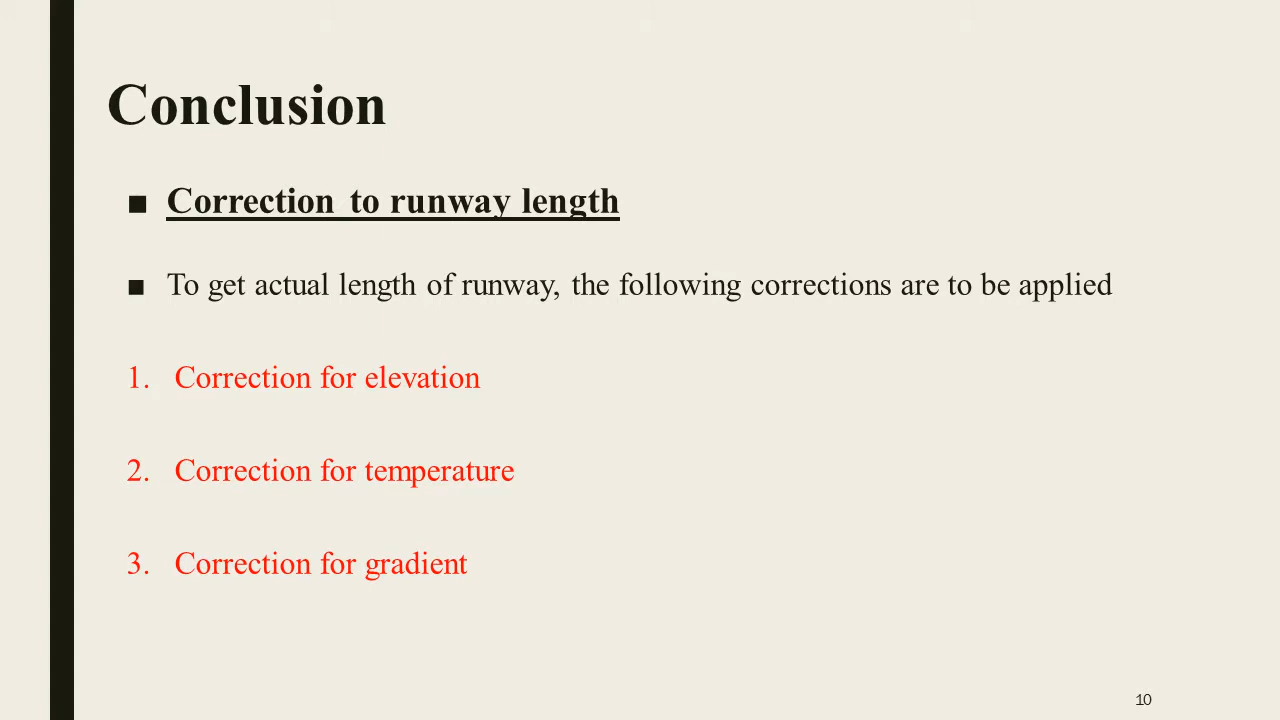 Conclusion
■ Correction to runway length
■ To get actual length of runway, the following corrections are to be applied
1. Correction for elevation
2. Correction for temperature
3. Correction for gradient
10